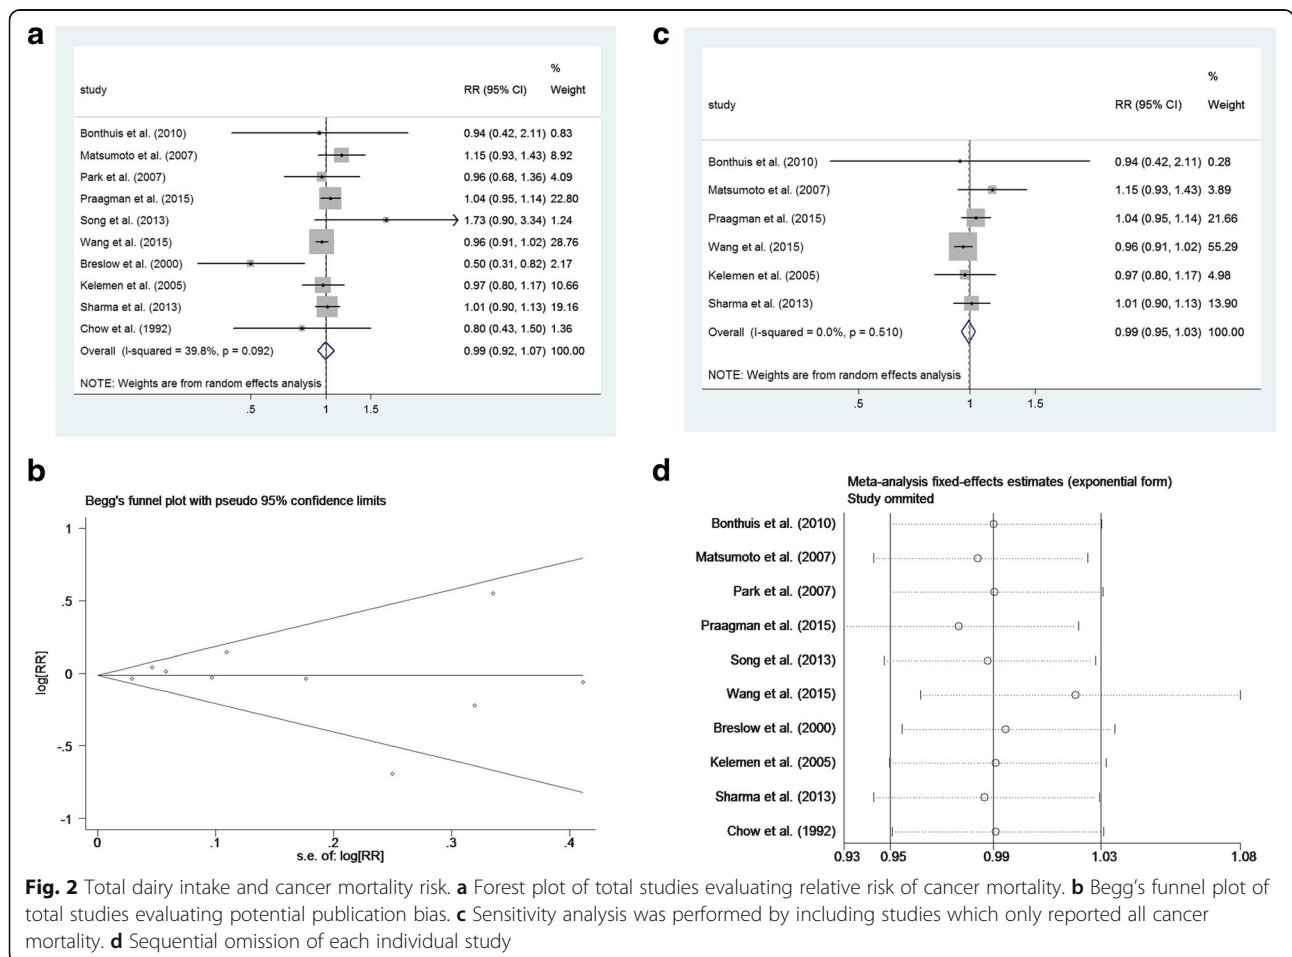 a
%
study RR (95% CI) Weight
Bonthuis et al. (2010) 0.94 (0.42, 2.11) 0.83
Matsumoto et al. (2007) 1.15 (0.93, 1.43) 8.92
Park et al. (2007) 0.96 (0.68, 1.36) 4.09
Praagman et al. (2015) 1.04 (0.95, 1.14) 22.80
Song et al. (2013) 1.73 (0.90, 3.34) 1.24
Wang et al. (2015) 0.96 (0.91, 1.02) 28.76
Breslow et al. (2000) 0.50 (0.31, 0.82) 2.17
Kelemen et al. (2005) 0.97 (0.80, 1.17) 10.66
Sharma et al. (2013) 1.01 (0.90, 1.13) 19.16
Chow et al. (1992) 0.80 (0.43, 1.50) 1.36
Overall (I-squared = 39.8%, p = 0.092) 0.99 (0.92, 1.07) 100.00
NOTE: Weights are from random effects analysis
.5 1 1.5
c
%
study RR (95% CI) Weight
Bonthuis et al. (2010) 0.94 (0.42, 2.11) 0.28
Matsumoto et al. (2007) 1.15 (0.93, 1.43) 3.89
Praagman et al. (2015) 1.04 (0.95, 1.14) 21.66
Wang et al. (2015) 0.96 (0.91, 1.02) 55.29
Kelemen et al. (2005) 0.97 (0.80, 1.17) 4.98
Sharma et al. (2013) 1.01 (0.90, 1.13) 13.90
Overall (I-squared = 0.0%, p = 0.510) 0.99 (0.95, 1.03) 100.00
NOTE: Weights are from random effects analysis
.5 1 1.5
b
Begg's funnel plot with pseudo 95% confidence limits
log[RR]
1
.5
0
-.5
-1
0 .1 .2 .3 .4
s.e. of: log[RR]
d
Meta-analysis fixed-effects estimates (exponential form)
Study ommited
Bonthuis et al. (2010)
Matsumoto et al. (2007)
Park et al. (2007)
Praagman et al. (2015)
Song et al. (2013)
Wang et al. (2015)
Breslow et al. (2000)
Kelemen et al. (2005)
Sharma et al. (2013)
Chow et al. (1992)
0.93 0.95 0.99 1.03 1.08
Fig. 2 Total dairy intake and cancer mortality risk. a Forest plot of total studies evaluating relative risk of cancer mortality. b Begg's funnel plot of
total studies evaluating potential publication bias. c Sensitivity analysis was performed by including studies which only reported all cancer
mortality. d Sequential omission of each individual study